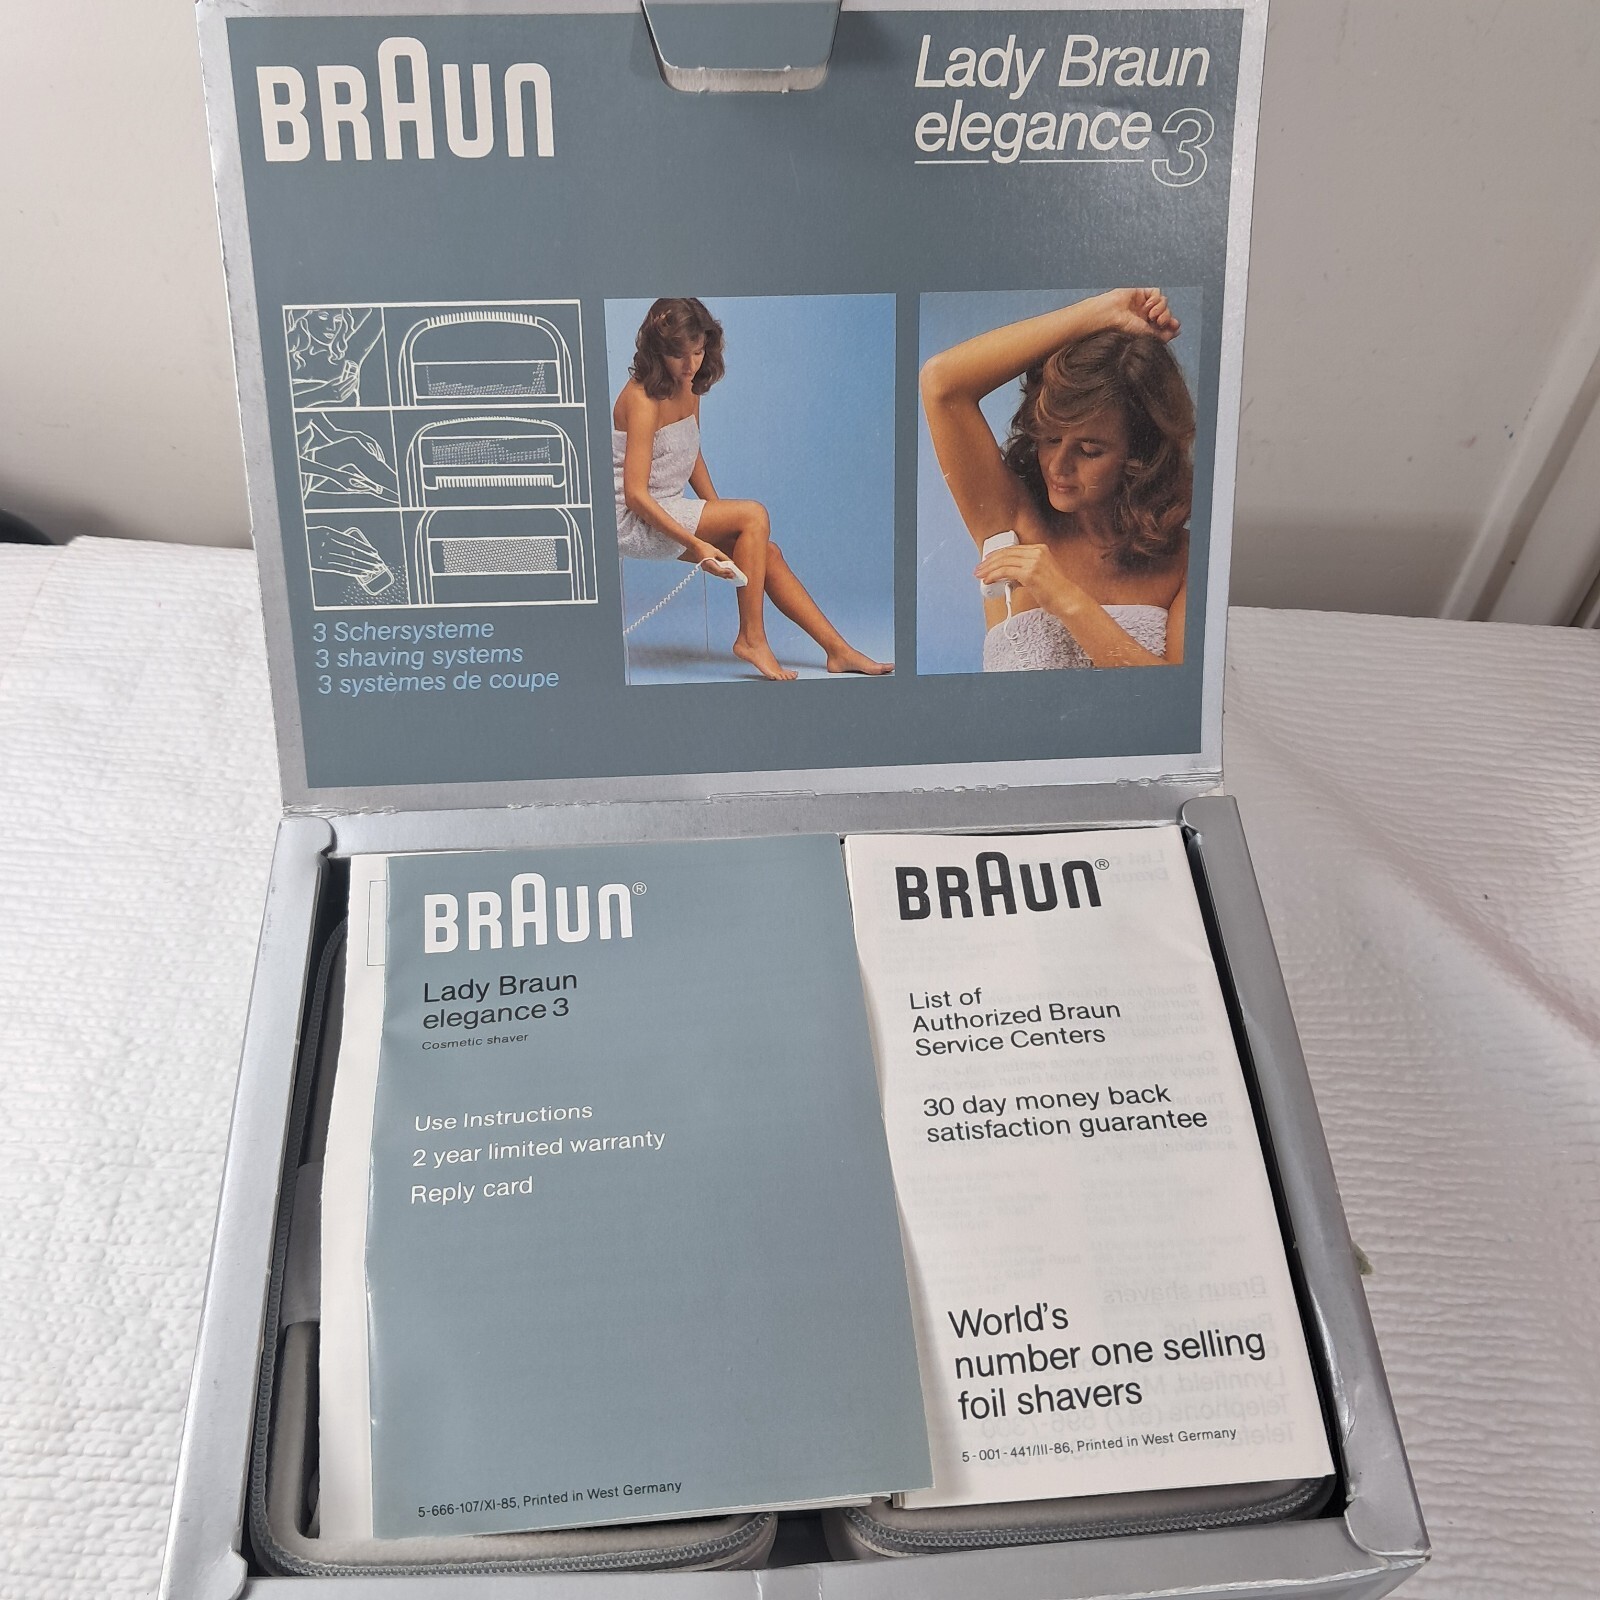 BRAUN
Lady Braun
elegance 3
3 Schersysteme
3 shaving systems
3 systèmes de coupe
BRAUN®
Lady Braun
elegance 3
Cosmetic shaver
Use Instructions
2 year limited warranty
Reply card
5-666-107/XI-85, Printed in West Germany
BRAUN®
List of
Authorized Braun
Service Centers
30 day money back
satisfaction guarantee
World's
number one selling
foil shavers
5-001-441/III-86, Printed in West Germany